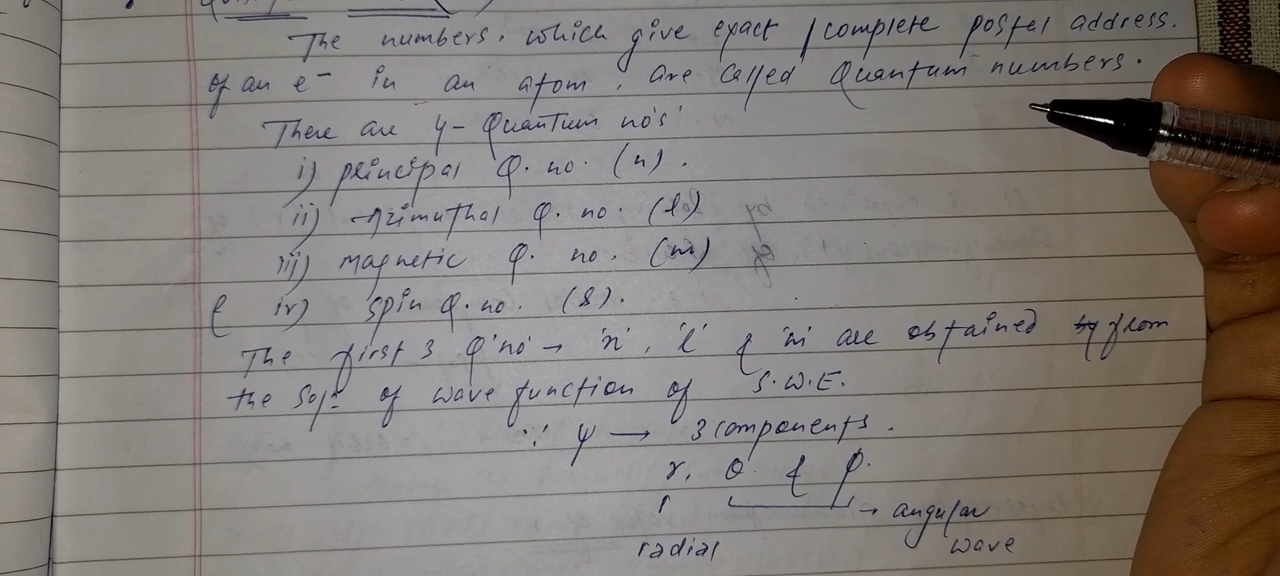 The numbers. which give exact / complete postal address.
of an e⁻ in an atom. are called Quantum numbers.
There are 4- Quantum no's'
i) principal Q. no. (n).
ii) Azimuthal Q. no. (l)
iii) magnetic Q. no. (m)
& iv) spin Q. no. (s).
The first 3 Q'no → 'n', 'l' & 'm' are obtained by from
the Solⁿ of wave function of S.W.E.
∵ ψ → 3 components.
r, θ & φ.
radial
→ angular
wave